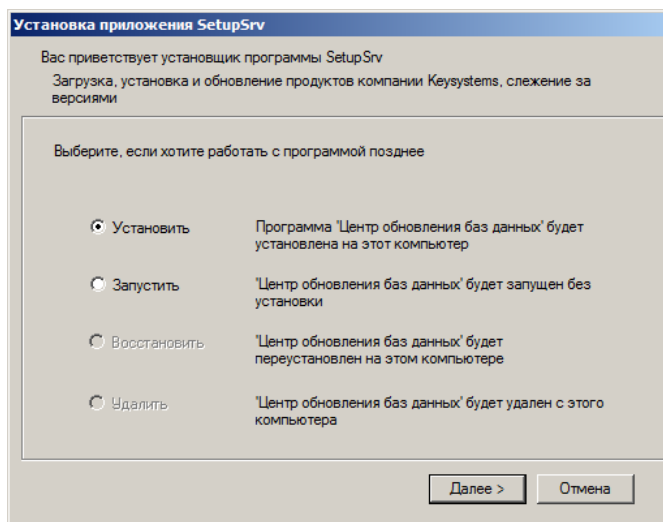 Установка приложения SetupSrv
Вас приветствует установщик программы SetupSrv
Загрузка, установка и обновление продуктов компании Keysystems, слежение за
версиями
Выберите, если хотите работать с программой позднее
Установить
Программа 'Центр обновления баз данных' будет
установлена на этот компьютер
Запустить
'Центр обновления баз данных' будет запущен без
установки
Восстановить
'Центр обновления баз данных' будет
переустановлен на этом компьютере
Удалить
'Центр обновления баз данных' будет удален с этого
компьютера
Далее >
Отмена